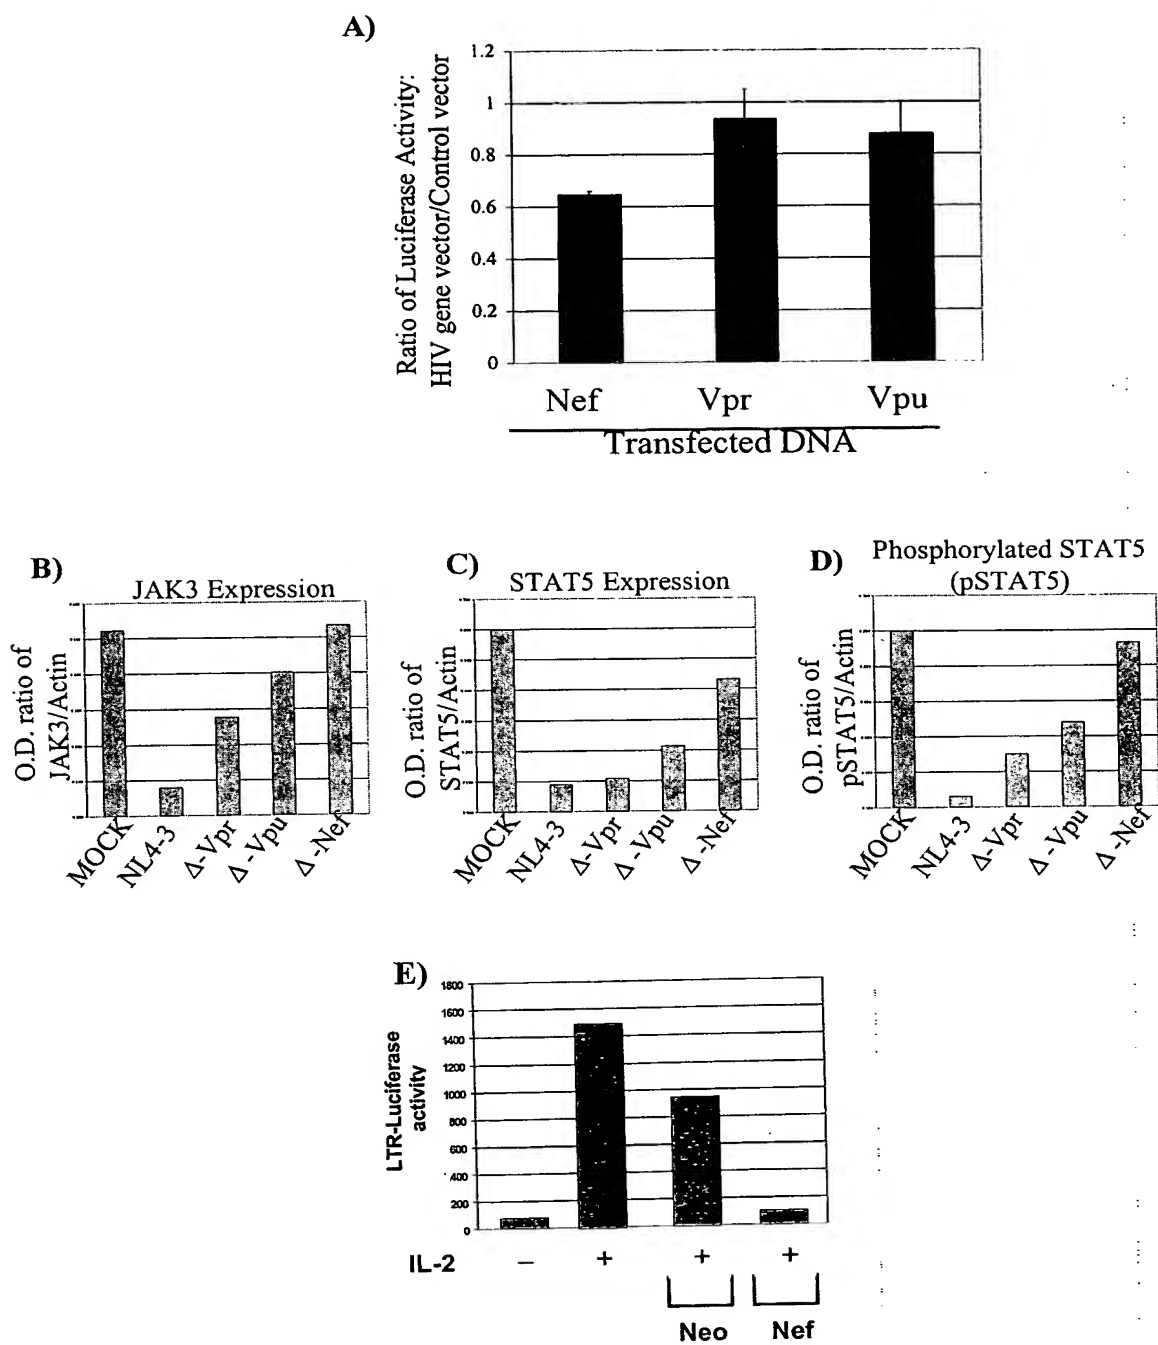 A)
Ratio of Luciferase Activity:
HIV gene vector/Control vector
1.2
1
0.8
0.6
0.4
0.2
0
Nef Vpr Vpu
Transfected DNA
B)
JAK3 Expression
O.D. ratio of
JAK3/Actin
MOCK
NL4-3
Δ-Vpr
Δ-Vpu
Δ-Nef
C)
STAT5 Expression
O.D. ratio of
STAT5/Actin
MOCK
NL4-3
Δ-Vpr
Δ-Vpu
Δ-Nef
D)
Phosphorylated STAT5
(pSTAT5)
O.D. ratio of
pSTAT5/Actin
MOCK
NL4-3
Δ-Vpr
Δ-Vpu
Δ-Nef
E)
LTR-Luciferase
activity
1800
1600
1400
1200
1000
800
600
400
200
0
IL-2 – + + +
Neo Nef